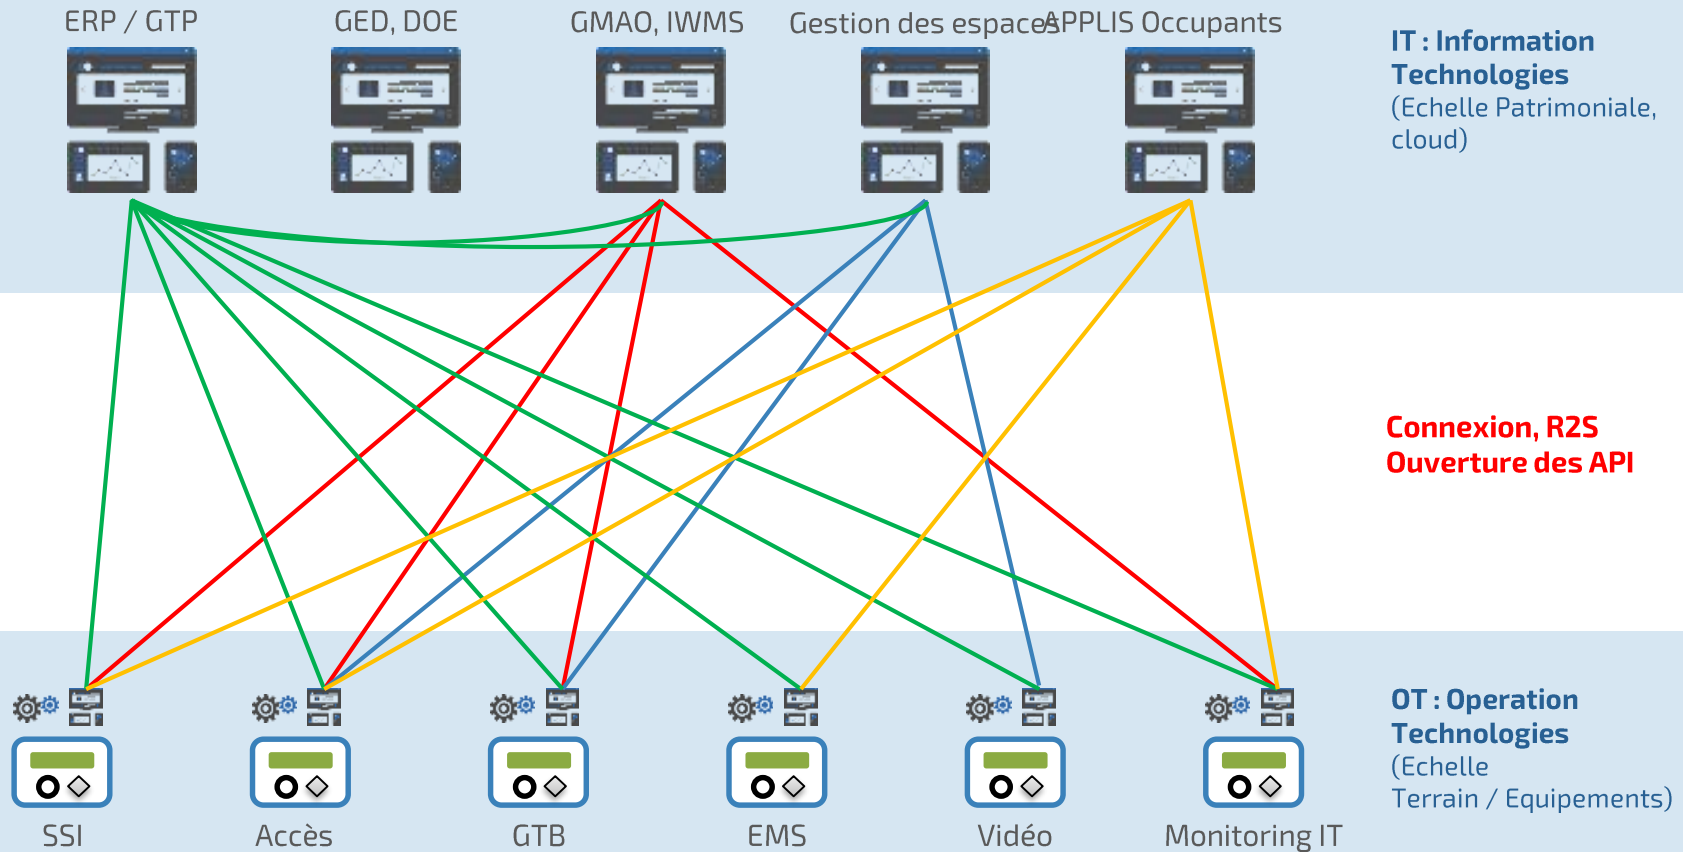 ERP / GTP
GED, DOE
GMAO, IWMS
Gestion des espaces
APPLIS Occupants
IT : Information
Technologies
(Echelle Patrimoniale,
cloud)
Connexion, R2S
Ouverture des API
OT : Operation
Technologies
(Echelle
Terrain / Equipements)
SSI
Accès
GTB
EMS
Vidéo
Monitoring IT